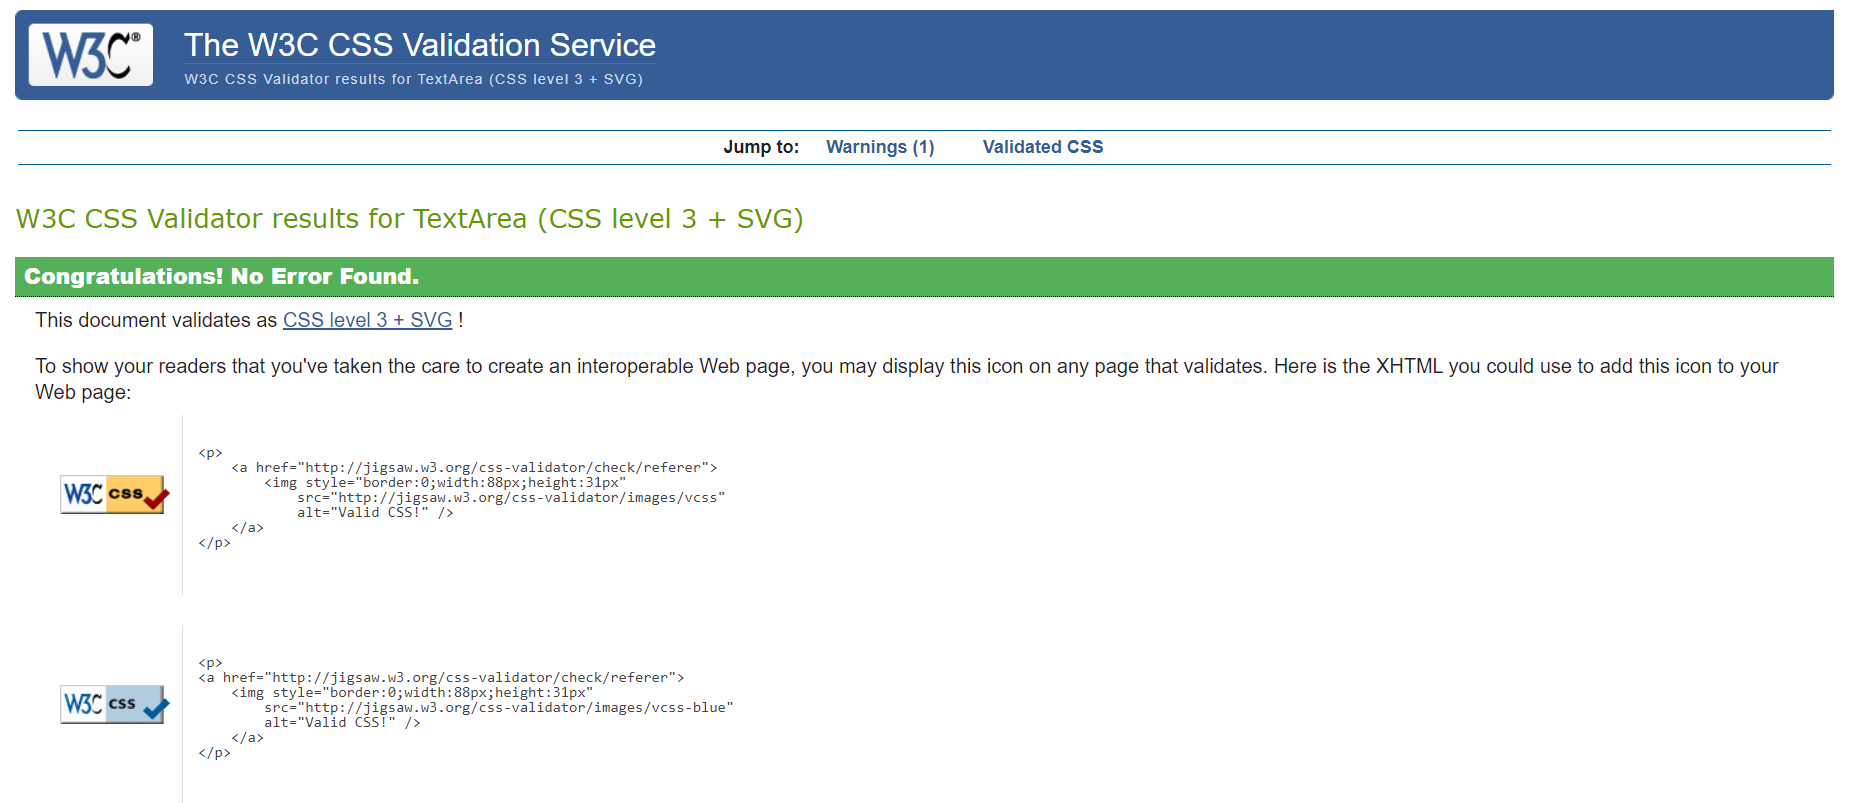 W3C®
The W3C CSS Validation Service
W3C CSS Validator results for TextArea (CSS level 3 + SVG)
Jump to: Warnings (1) Validated CSS
W3C CSS Validator results for TextArea (CSS level 3 + SVG)
Congratulations! No Error Found.
This document validates as CSS level 3 + SVG !
To show your readers that you've taken the care to create an interoperable Web page, you may display this icon on any page that validates. Here is the XHTML you could use to add this icon to your
Web page:
W3C css
<p>
    <a href="http://jigsaw.w3.org/css-validator/check/referer">
        <img style="border:0;width:88px;height:31px"
            src="http://jigsaw.w3.org/css-validator/images/vcss"
            alt="Valid CSS!" />
    </a>
</p>
W3C css
<p>
<a href="http://jigsaw.w3.org/css-validator/check/referer">
    <img style="border:0;width:88px;height:31px"
        src="http://jigsaw.w3.org/css-validator/images/vcss-blue"
        alt="Valid CSS!" />
    </a>
</p>